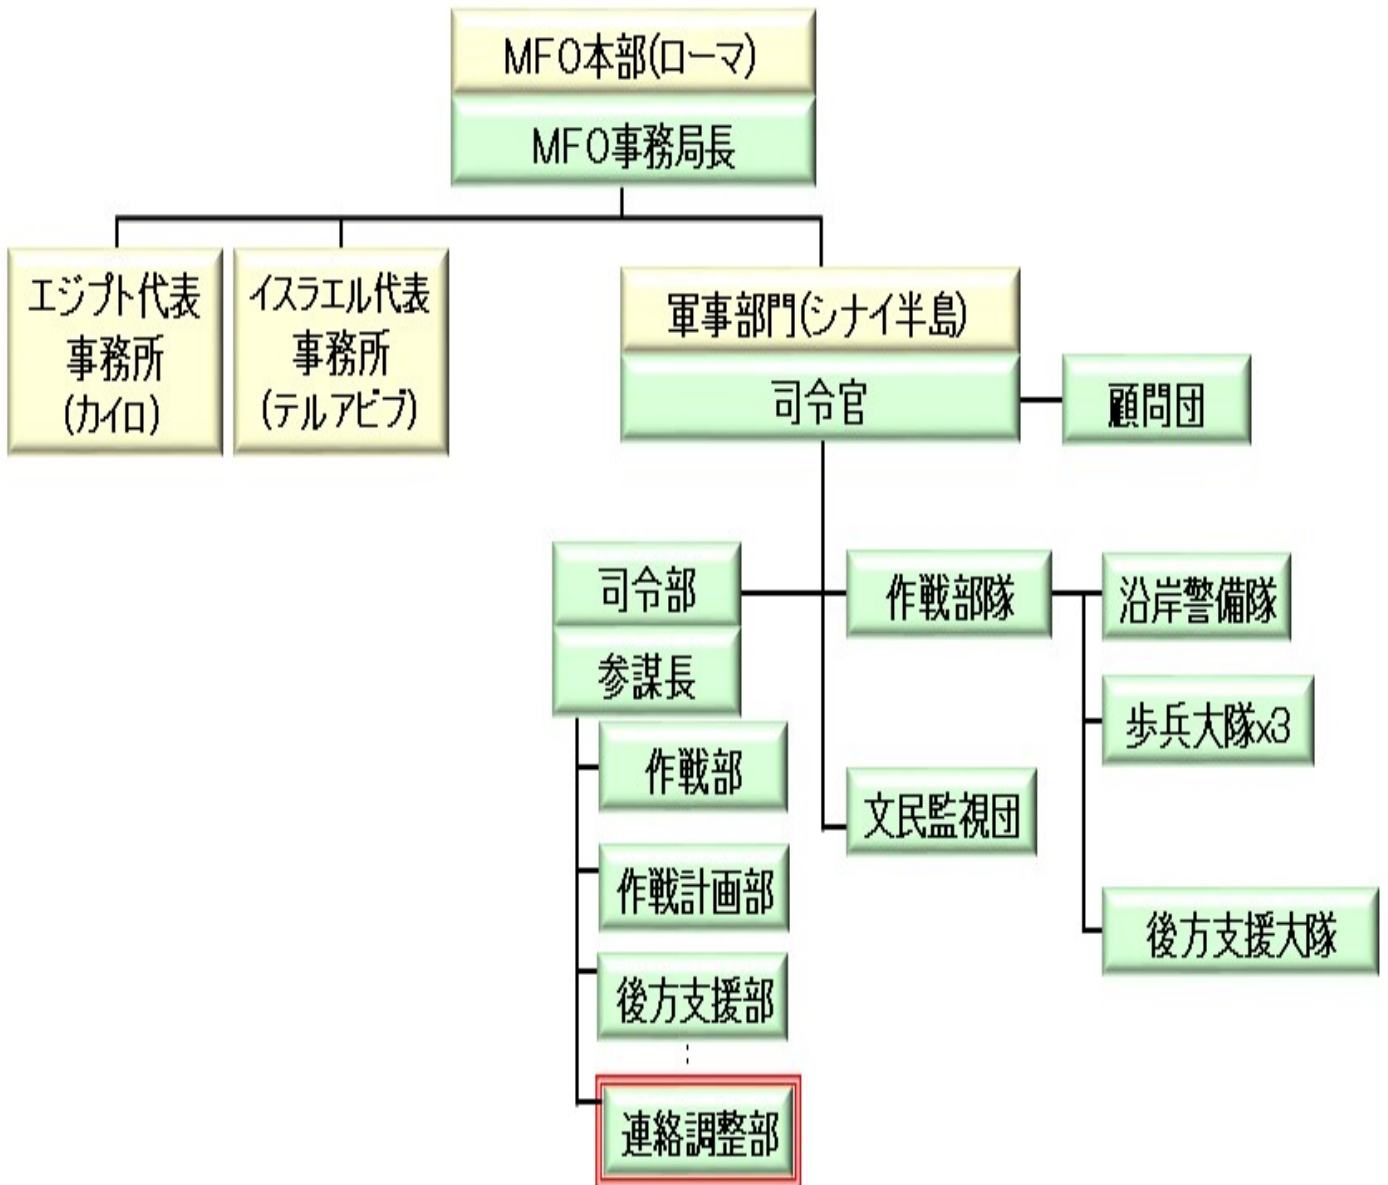 MFO本部(ローマ)
MFO事務局長
エジプト代表
事務所
(カイロ)
イスラエル代表
事務所
(テルアビブ)
軍事部門(シナイ半島)
司令官
顧問団
司令部
参謀長
作戦部
作戦計画部
後方支援部
⋮
連絡調整部
作戦部隊
文民監視団
沿岸警備隊
歩兵大隊x3
後方支援大隊